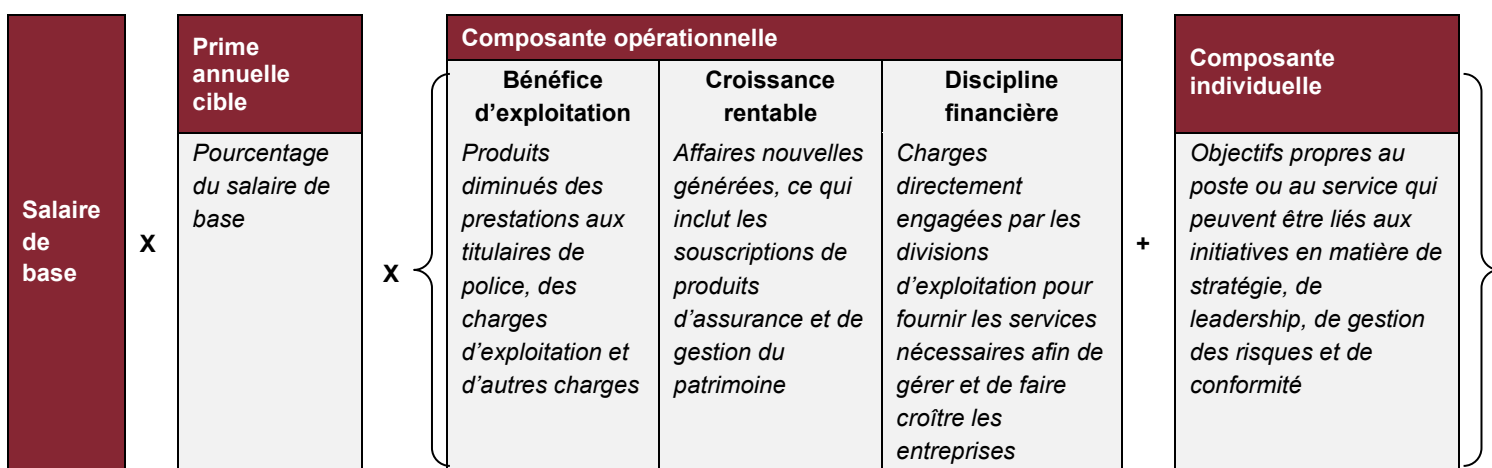 Salaire
de
base
X
Prime
annuelle
cible
Pourcentage
du salaire de
base
X
Composante opérationnelle
Bénéfice
d'exploitation
Produits
diminués des
prestations aux
titulaires de
police, des
charges
d'exploitation et
d'autres charges
Croissance
rentable
Affaires nouvelles
générées, ce qui
inclut les
souscriptions de
produits
d'assurance et de
gestion du
patrimoine
Discipline
financière
Charges
directement
engagées par les
divisions
d'exploitation pour
fournir les services
nécessaires afin de
gérer et de faire
croître les
entreprises
+
Composante
individuelle
Objectifs propres au
poste ou au service qui
peuvent être liés aux
initiatives en matière de
stratégie, de
leadership, de gestion
des risques et de
conformité